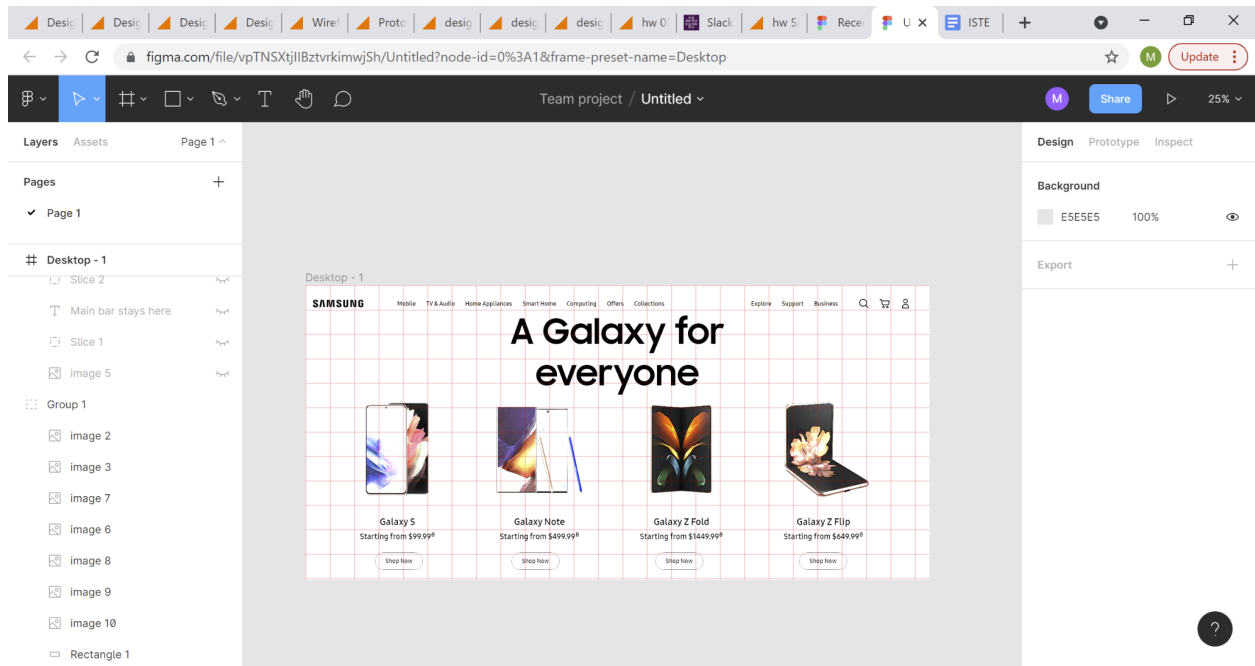 Desig Desig Desig Desig Wiref Proto desig desig desig hw 0 Slack hw 5 Recen U ISTE
figma.com/file/vpTNSXtjIlBztvrkimwjSh/Untitled?node-id=0%3A1&frame-preset-name=Desktop M Update
Team project / Untitled M Share 25%
Layers Assets Page 1 Design Prototype Inspect
Pages
Background
Page 1
E5E5E5 100%
Desktop - 1
Export
Slice 2
Main bar stays here
Slice 1
image 5
Group 1
image 2
image 3
image 7
image 6
image 8
image 9
image 10
Rectangle 1
Desktop - 1
SAMSUNG Mobile TV & Audio Home Appliances Smart Home Computing Offers Collections Explore Support Business
A Galaxy for
everyone
Galaxy S Galaxy Note Galaxy Z Fold Galaxy Z Flip
Starting from $99.99⁰ Starting from $499.99⁰ Starting from $1449.99⁰ Starting from $649.99⁰
Shop Now Shop Now Shop Now Shop Now
?